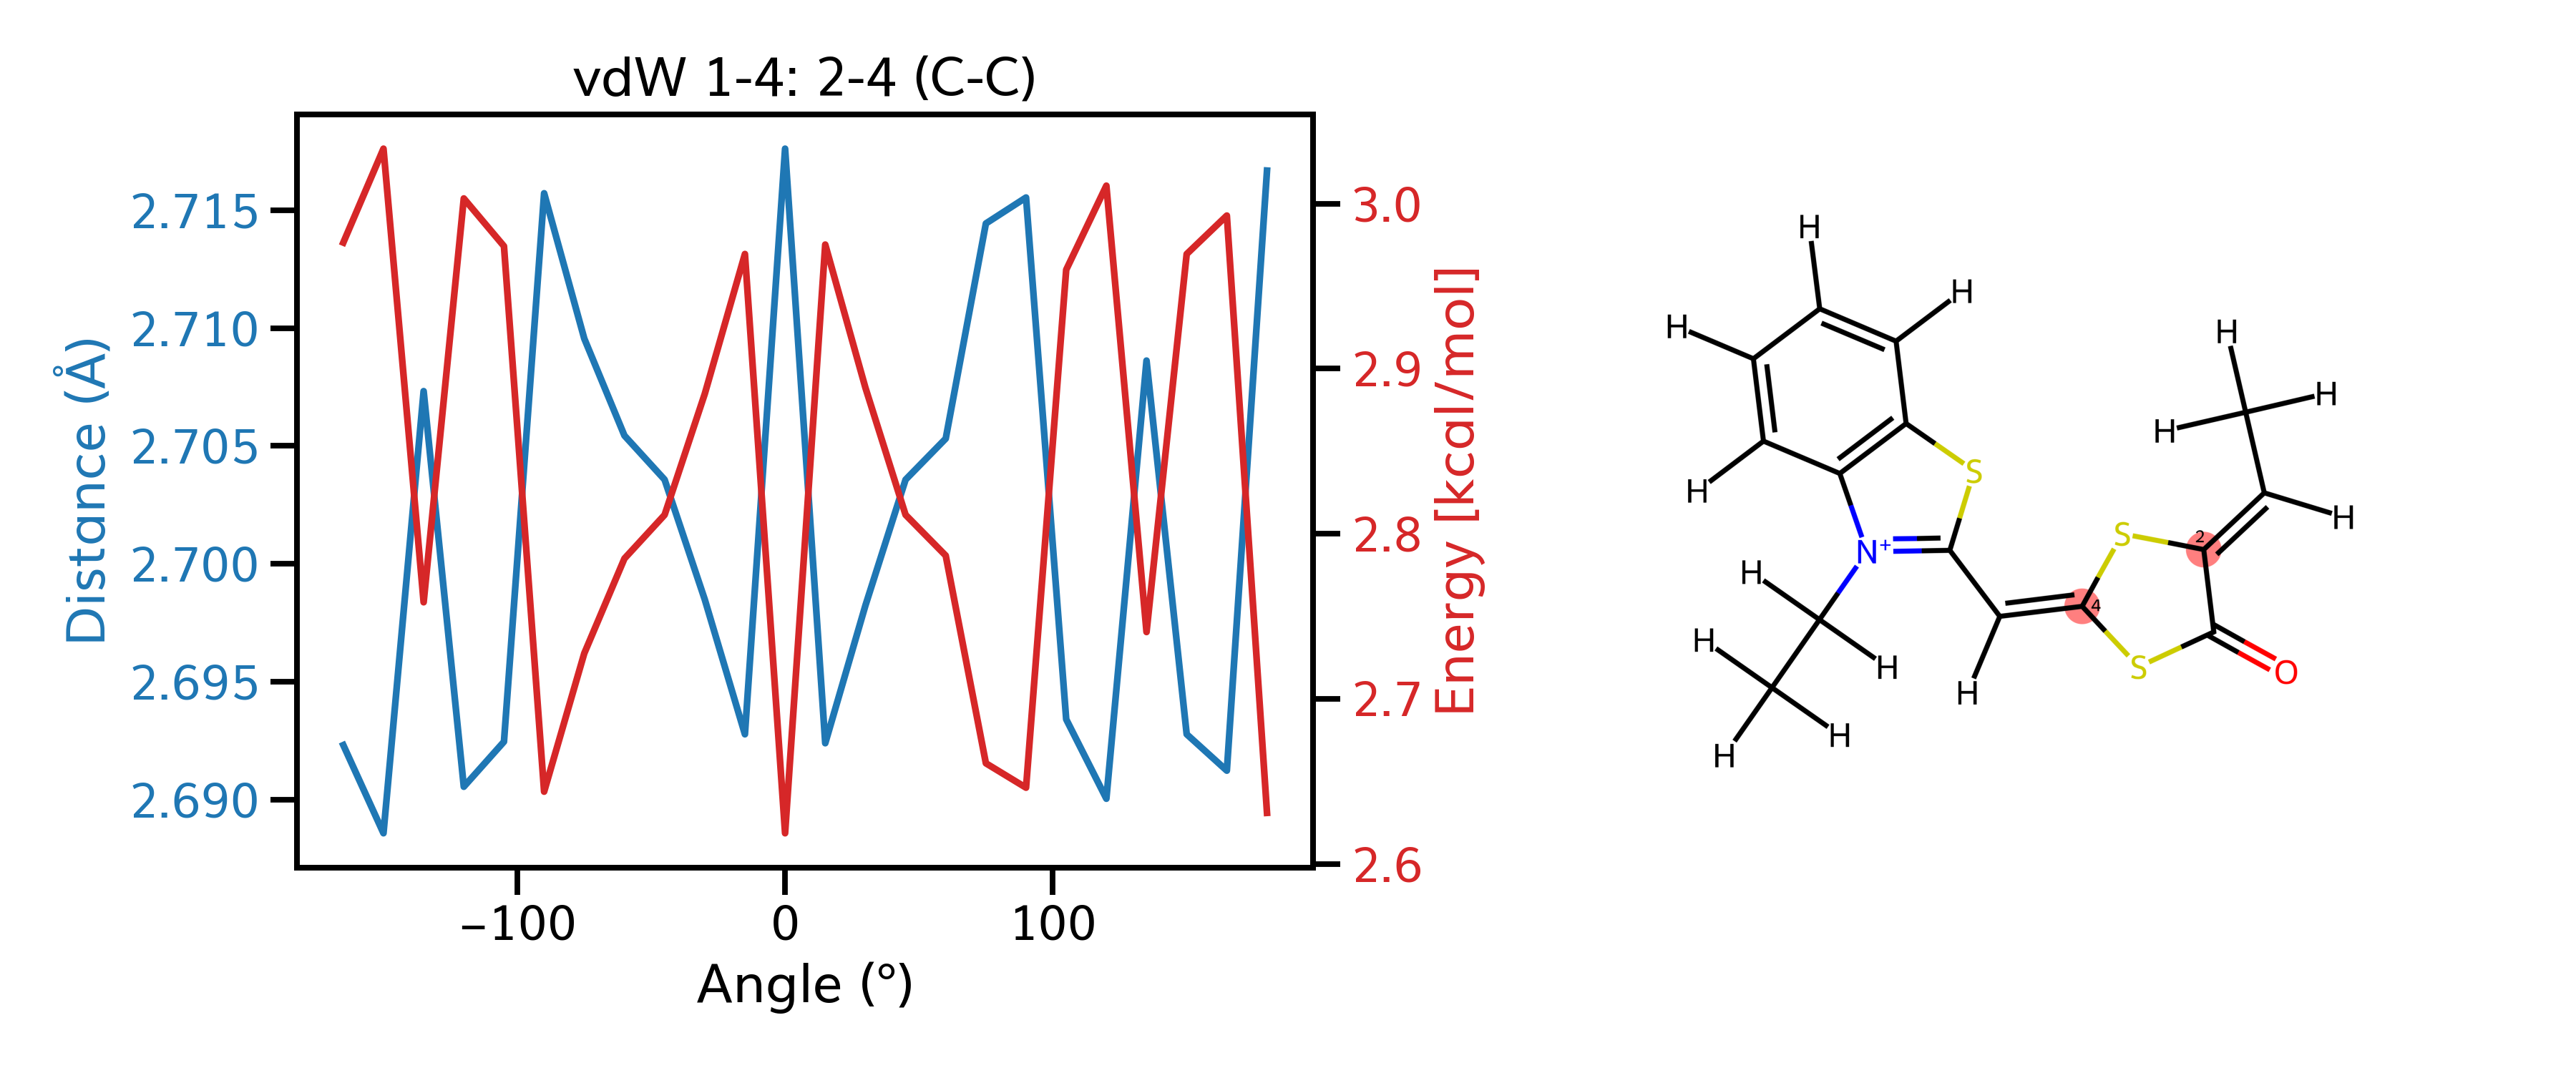 vdW 1-4: 2-4 (C-C)
Distance (Å)
2.715
2.710
2.705
2.700
2.695
2.690
3.0
2.9
2.8
2.7
2.6
Energy [kcal/mol]
−100 0 100
Angle (°)
H
H
H
H
H
H
H
S
H
S
2
N+
H
4
H
H
S
O
H
H
H
H